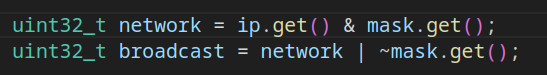 uint32_t network = ip.get() & mask.get();
uint32_t broadcast = network | ~mask.get();